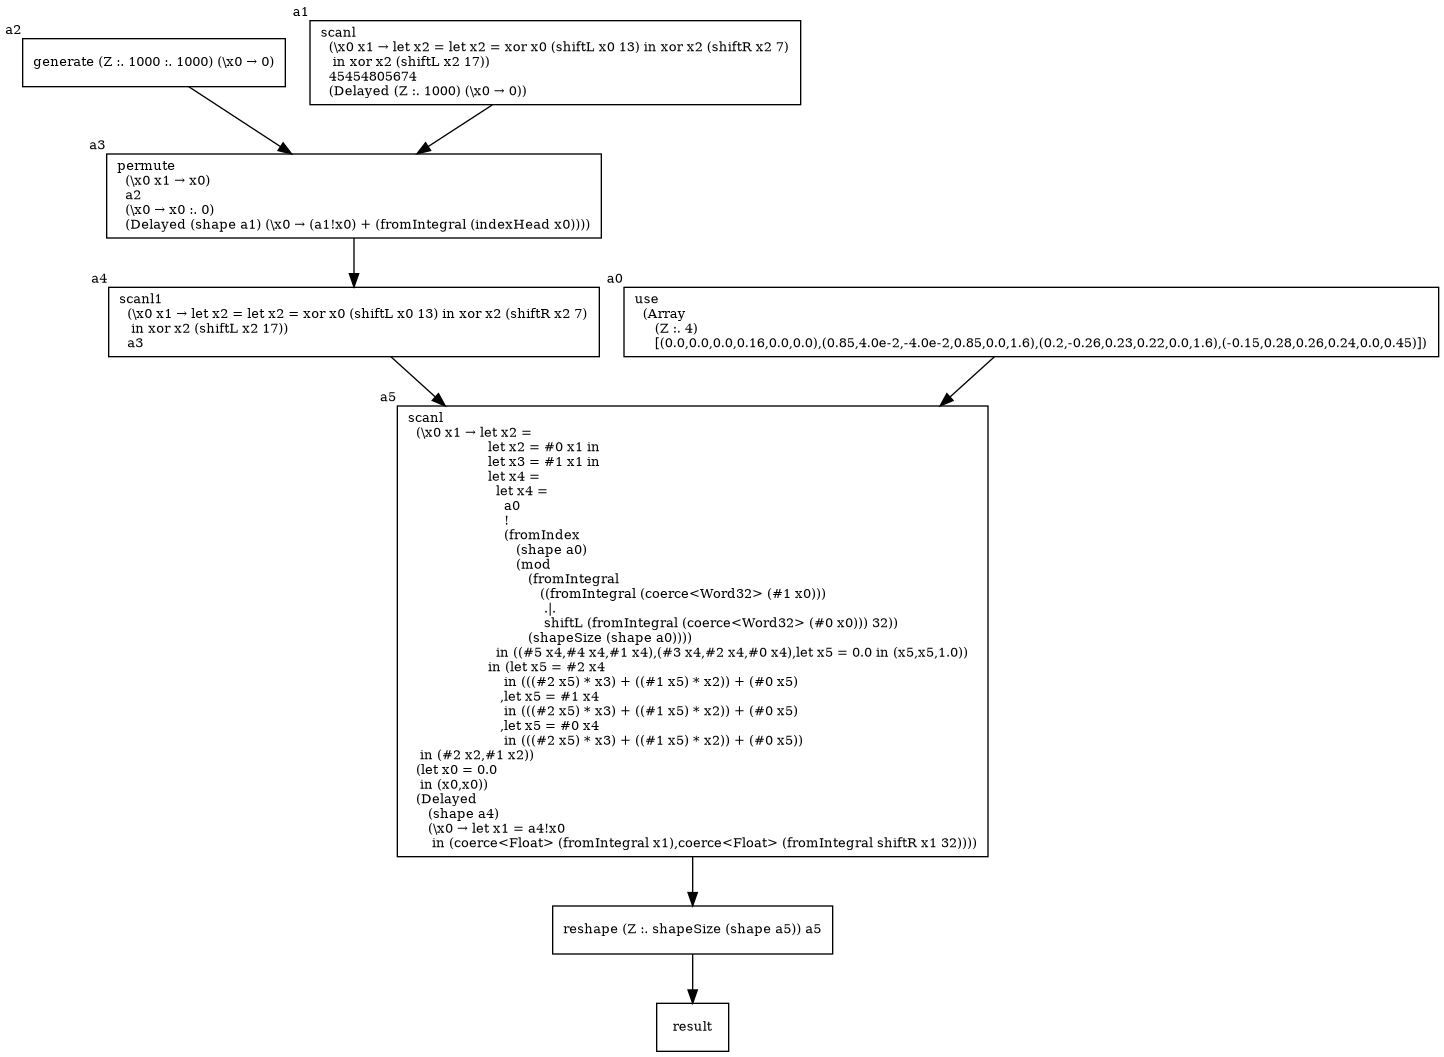 a1
a2
scanl
(\x0 x1 → let x2 = let x2 = xor x0 (shiftL x0 13) in xor x2 (shiftR x2 7)
in xor x2 (shiftL x2 17))
45454805674
(Delayed (Z :. 1000) (\x0 → 0))
generate (Z :. 1000 :. 1000) (\x0 → 0)
a3
permute
(\x0 x1 → x0)
a2
(\x0 → x0 :. 0)
(Delayed (shape a1) (\x0 → (a1!x0) + (fromIntegral (indexHead x0))))
a4
scanl1
(\x0 x1 → let x2 = let x2 = xor x0 (shiftL x0 13) in xor x2 (shiftR x2 7)
in xor x2 (shiftL x2 17))
a3
a0
use
(Array
(Z :. 4)
[(0.0,0.0,0.0,0.16,0.0,0.0),(0.85,4.0e-2,-4.0e-2,0.85,0.0,1.6),(0.2,-0.26,0.23,0.22,0.0,1.6),(-0.15,0.28,0.26,0.24,0.0,0.45)])
a5
scanl
(\x0 x1 → let x2 =
let x2 = #0 x1 in
let x3 = #1 x1 in
let x4 =
let x4 =
a0
!
(fromIndex
(shape a0)
(mod
(fromIntegral
((fromIntegral (coerce<Word32> (#1 x0)))
.|.
shiftL (fromIntegral (coerce<Word32> (#0 x0))) 32))
(shapeSize (shape a0))))
in ((#5 x4,#4 x4,#1 x4),(#3 x4,#2 x4,#0 x4),let x5 = 0.0 in (x5,x5,1.0))
in (let x5 = #2 x4
in (((#2 x5) * x3) + ((#1 x5) * x2)) + (#0 x5)
,let x5 = #1 x4
in (((#2 x5) * x3) + ((#1 x5) * x2)) + (#0 x5)
,let x5 = #0 x4
in (((#2 x5) * x3) + ((#1 x5) * x2)) + (#0 x5))
in (#2 x2,#1 x2))
(let x0 = 0.0
in (x0,x0))
(Delayed
(shape a4)
(\x0 → let x1 = a4!x0
in (coerce<Float> (fromIntegral x1),coerce<Float> (fromIntegral shiftR x1 32))))
reshape (Z :. shapeSize (shape a5)) a5
result